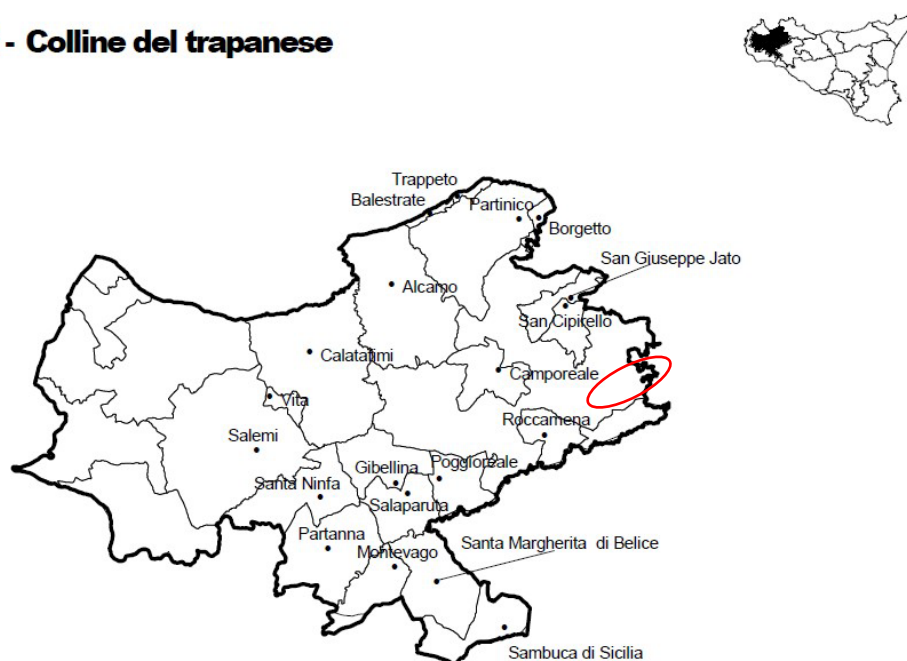 - Colline del trapanese
Trappeto
Balestrate
Partinico
Borgetto
San Giuseppe Jato
Alcamo
San Cipirello
Calatafimi
Camporeale
Vita
Roccamena
Salemi
Gibellina
Poggioreale
Santa Ninfa
Salaparuta
Partanna
Montevago
Santa Margherita di Belice
Sambuca di Sicilia